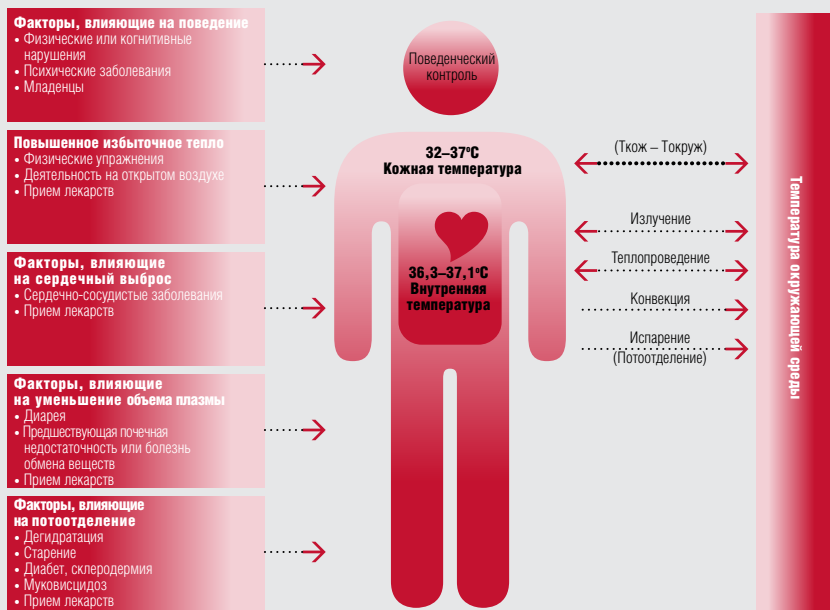 Факторы, влияющие на поведение
• Физические или когнитивные
нарушения
• Психические заболевания
• Младенцы
Повышенное избыточное тепло
• Физические упражнения
• Деятельность на открытом воздухе
• Прием лекарств
Факторы, влияющие
на сердечный выброс
• Сердечно-сосудистые заболевания
• Прием лекарств
Факторы, влияющие
на уменьшение объема плазмы
• Диарея
• Предшествующая почечная
недостаточность или болезнь
обмена веществ
• Прием лекарств
Факторы, влияющие
на потоотделение
• Дегидратация
• Старение
• Диабет, склеродермия
• Муковисцидоз
• Прием лекарств
Поведенческий
контроль
32–37°C
Кожная температура
36,3–37,1°C
Внутренняя
температура
(Tкож – Tокруж)
Излучение
Теплопроведение
Конвекция
Испарение
(Потоотделение)
Температура окружающей среды